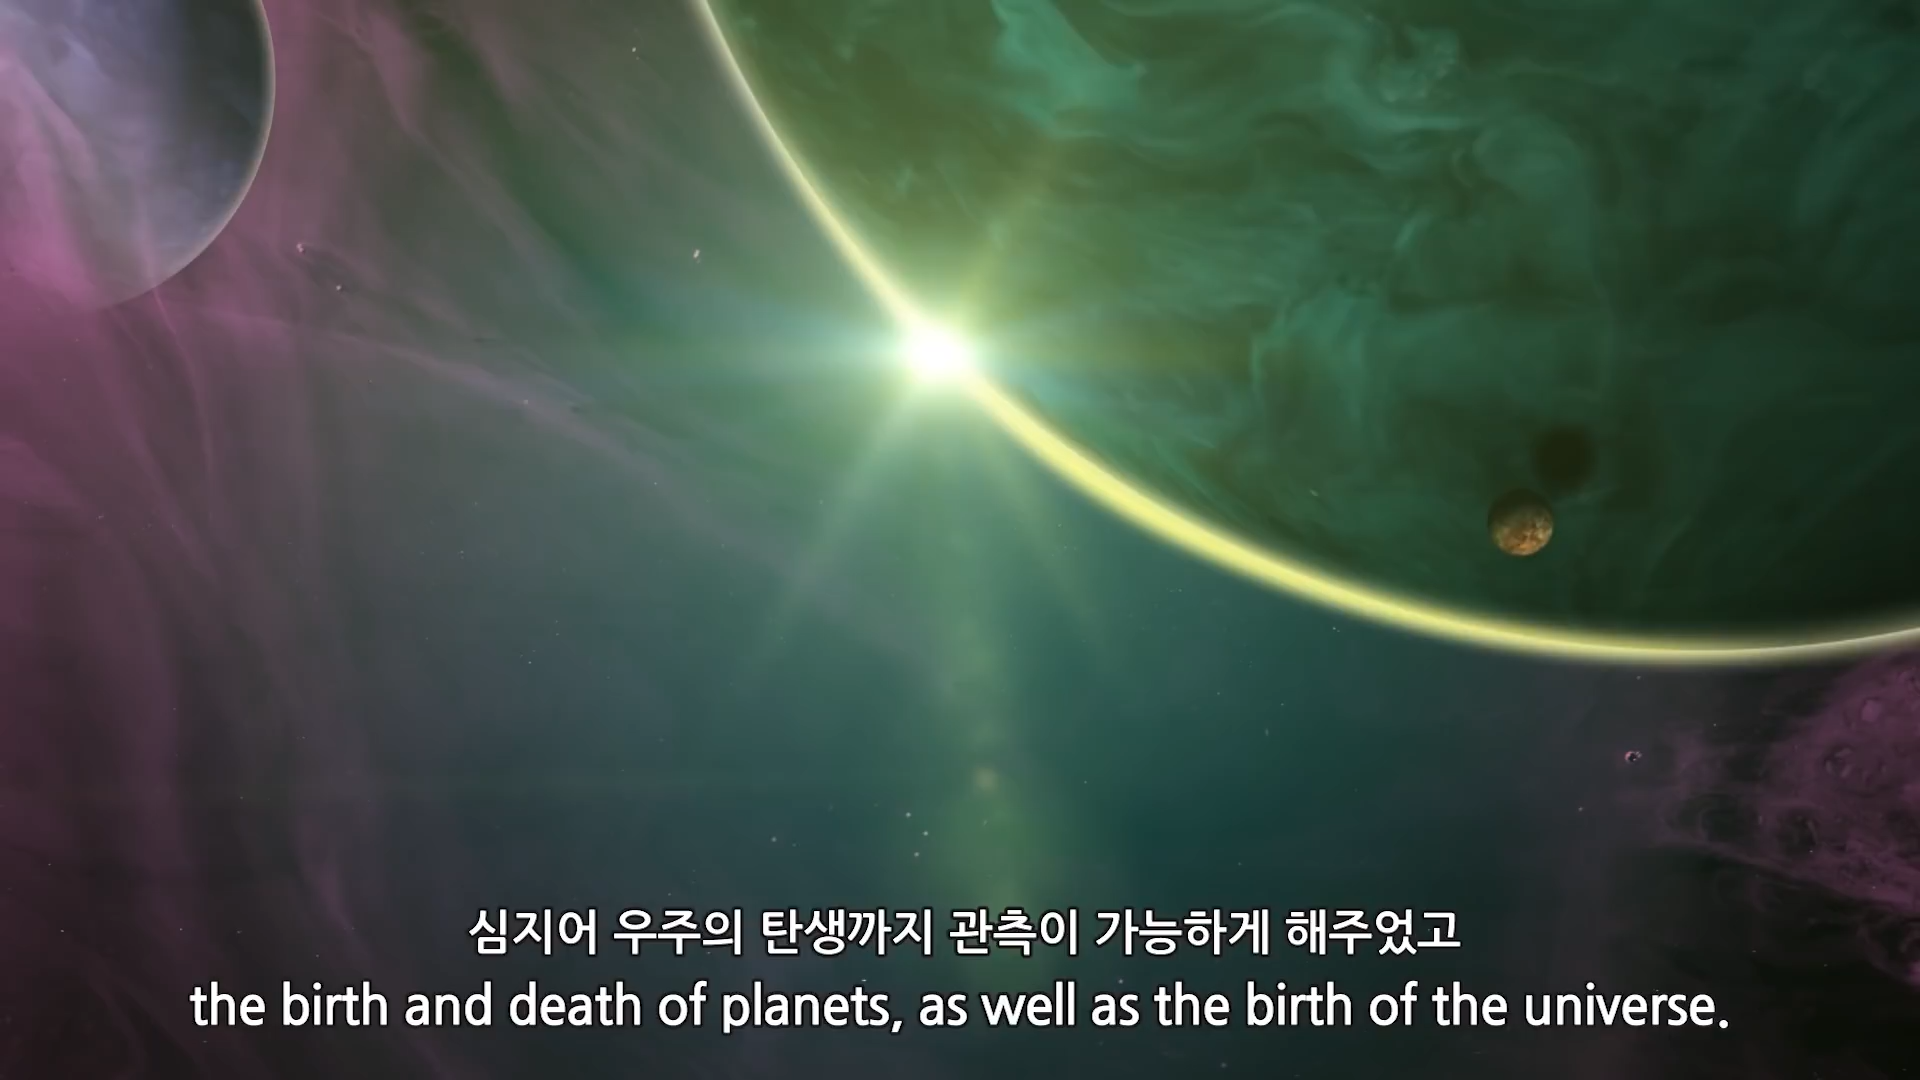 심지어 우주의 탄생까지 관측이 가능하게 해주었고
the birth and death of planets, as well as the birth of the universe.